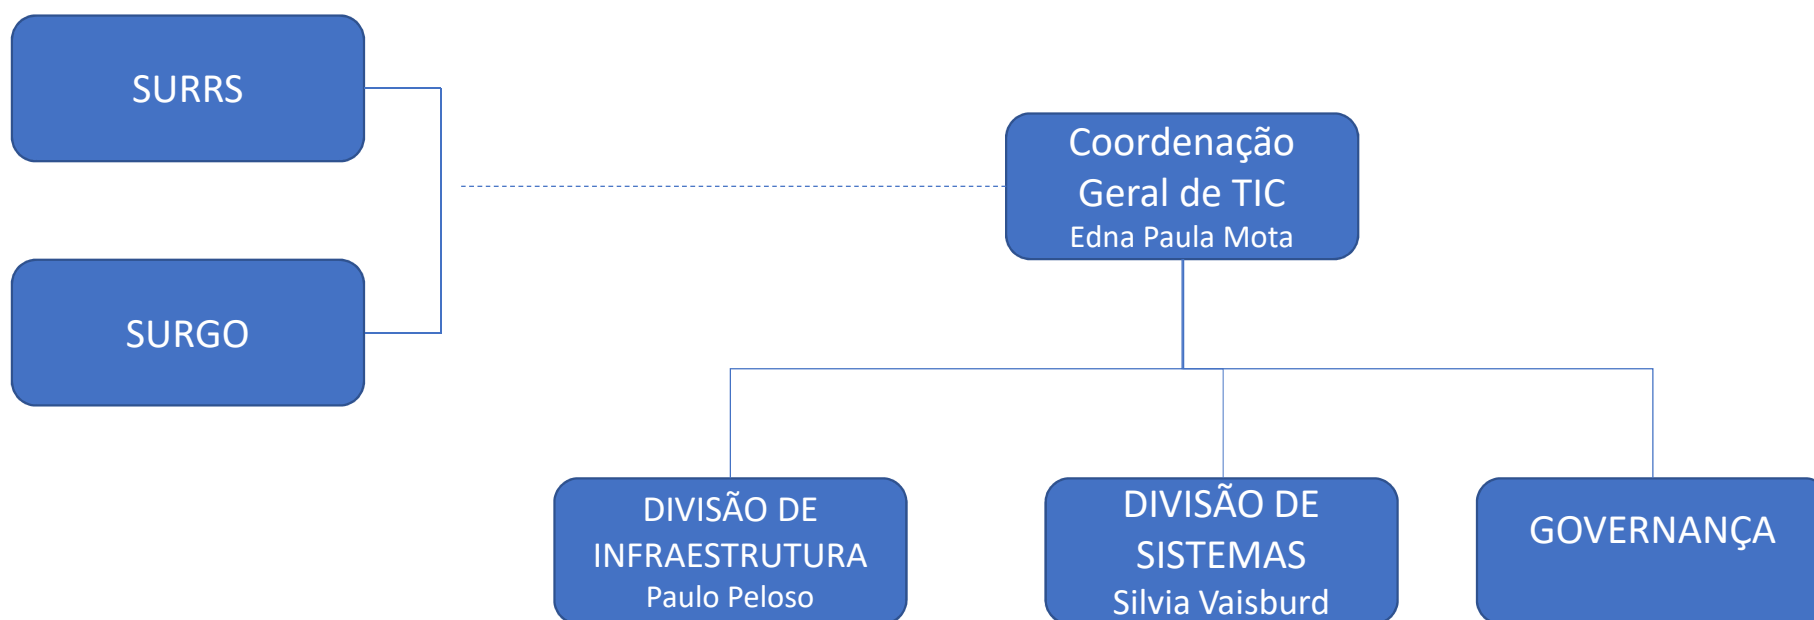 SURRS
Coordenação
Geral de TIC
Edna Paula Mota
SURGO
DIVISÃO DE
INFRAESTRUTURA
Paulo Peloso
DIVISÃO DE
SISTEMAS
Silvia Vaisburd
GOVERNANÇA